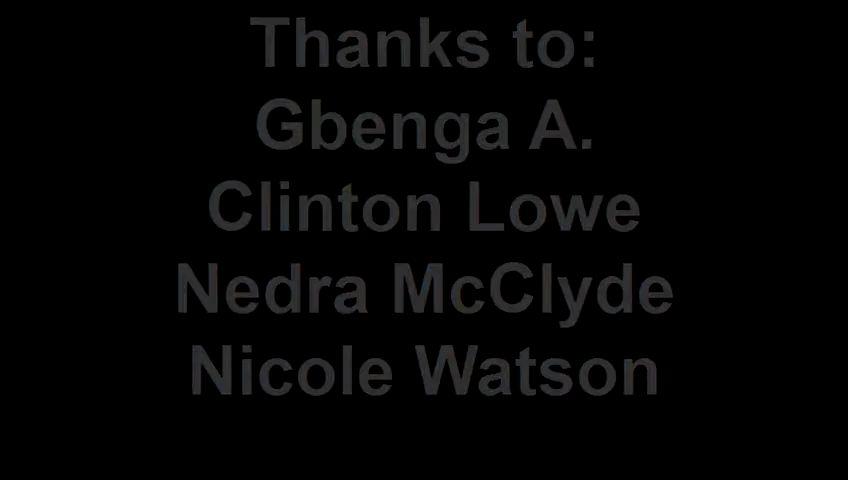 Thanks to:
Gbenga A.
Clinton Lowe
Nedra McClyde
Nicole Watson